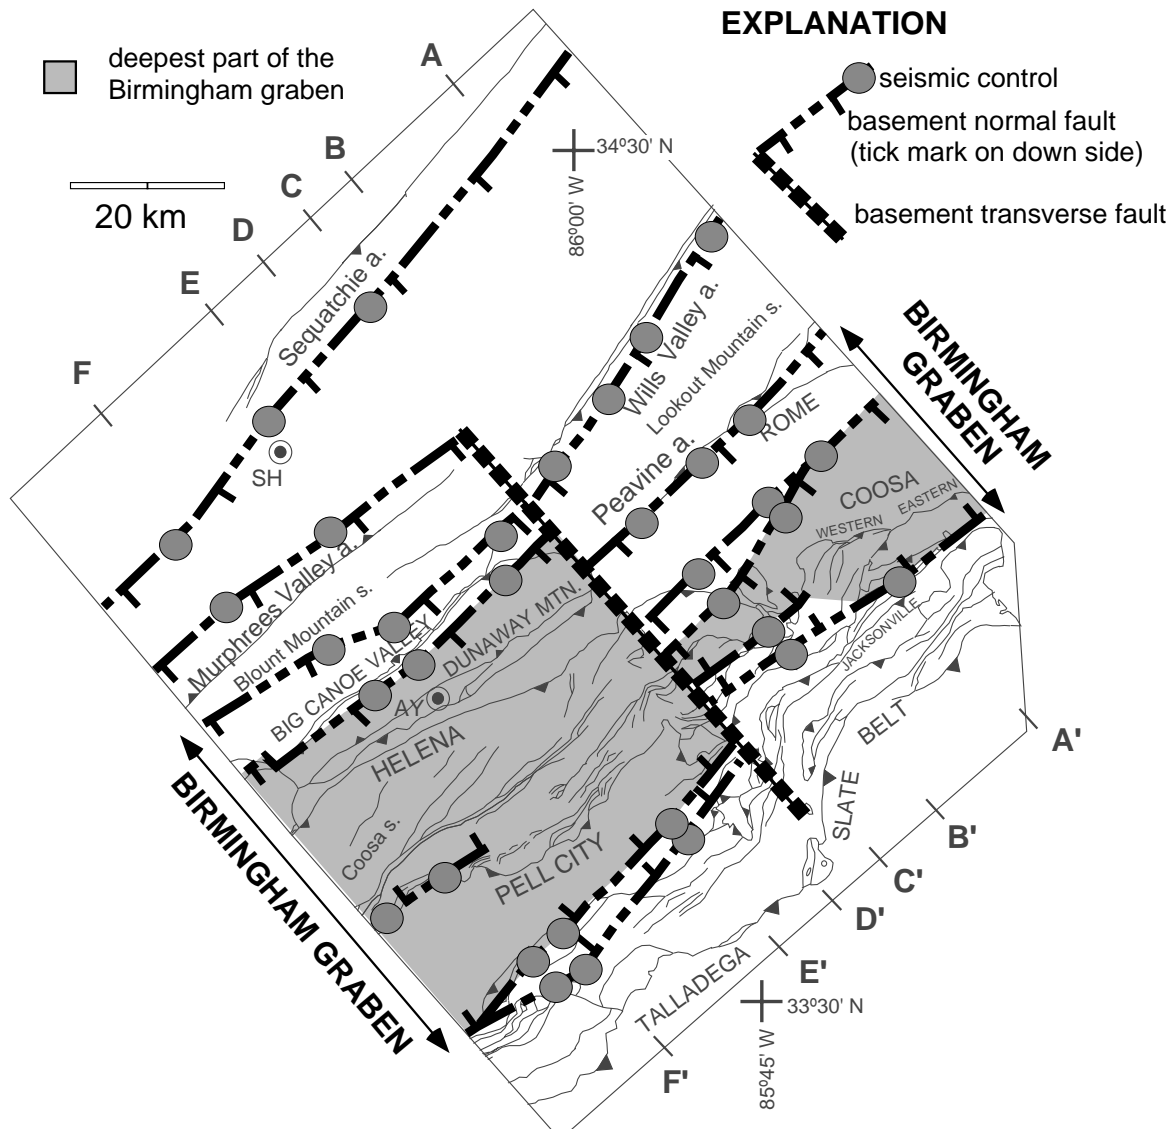 EXPLANATION
deepest part of the
Birmingham graben
seismic control
basement normal fault
(tick mark on down side)
basement transverse fault
20 km
A
B
C
D
E
F
34º30' N
86º00' W
Sequatchie a.
SH
Wills Valley a.
Lookout Mountain s.
Peavine a.
ROME
BIRMINGHAM
GRABEN
COOSA
WESTERN
EASTERN
JACKSONVILLE
Murphrees Valley a.
Blount Mountain s.
BIG CANOE VALLEY
DUNAWAY MTN.
AY
HELENA
Coosa s.
PELL CITY
BIRMINGHAM GRABEN
TALLADEGA
SLATE
BELT
A'
B'
C'
D'
E'
F'
33º30' N
85º45' W